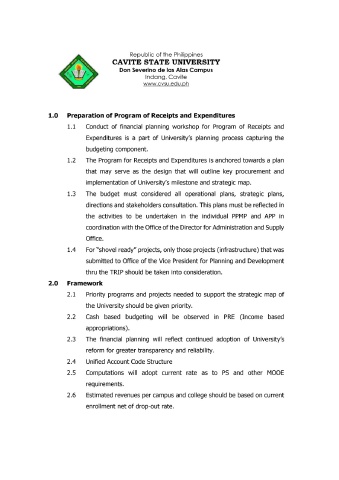 Republic of the Philippines
CAVITE STATE UNIVERSITY
Don Severino de las Alas Campus
Indang, Cavite
www.cvsu.edu.ph
1.0 Preparation of Program of Receipts and Expenditures
1.1 Conduct of financial planning workshop for Program of Receipts and
Expenditures is a part of University's planning process capturing the
budgeting component.
1.2 The Program for Receipts and Expenditures is anchored towards a plan
that may serve as the design that will outline key procurement and
implementation of University's milestone and strategic map.
1.3 The budget must considered all operational plans, strategic plans,
directions and stakeholders consultation. This plans must be reflected in
the activities to be undertaken in the individual PPMP and APP in
coordination with the Office of the Director for Administration and Supply
Office.
1.4 For "shovel ready" projects, only those projects (infrastructure) that was
submitted to Office of the Vice President for Planning and Development
thru the TRIP should be taken into consideration.
2.0 Framework
2.1 Priority programs and projects needed to support the strategic map of
the University should be given priority.
2.2 Cash based budgeting will be observed in PRE (Income based
appropriations).
2.3 The financial planning will reflect continued adoption of University's
reform for greater transparency and reliability.
2.4 Unified Account Code Structure
2.5 Computations will adopt current rate as to PS and other MOOE
requirements.
2.6 Estimated revenues per campus and college should be based on current
enrollment net of drop-out rate.